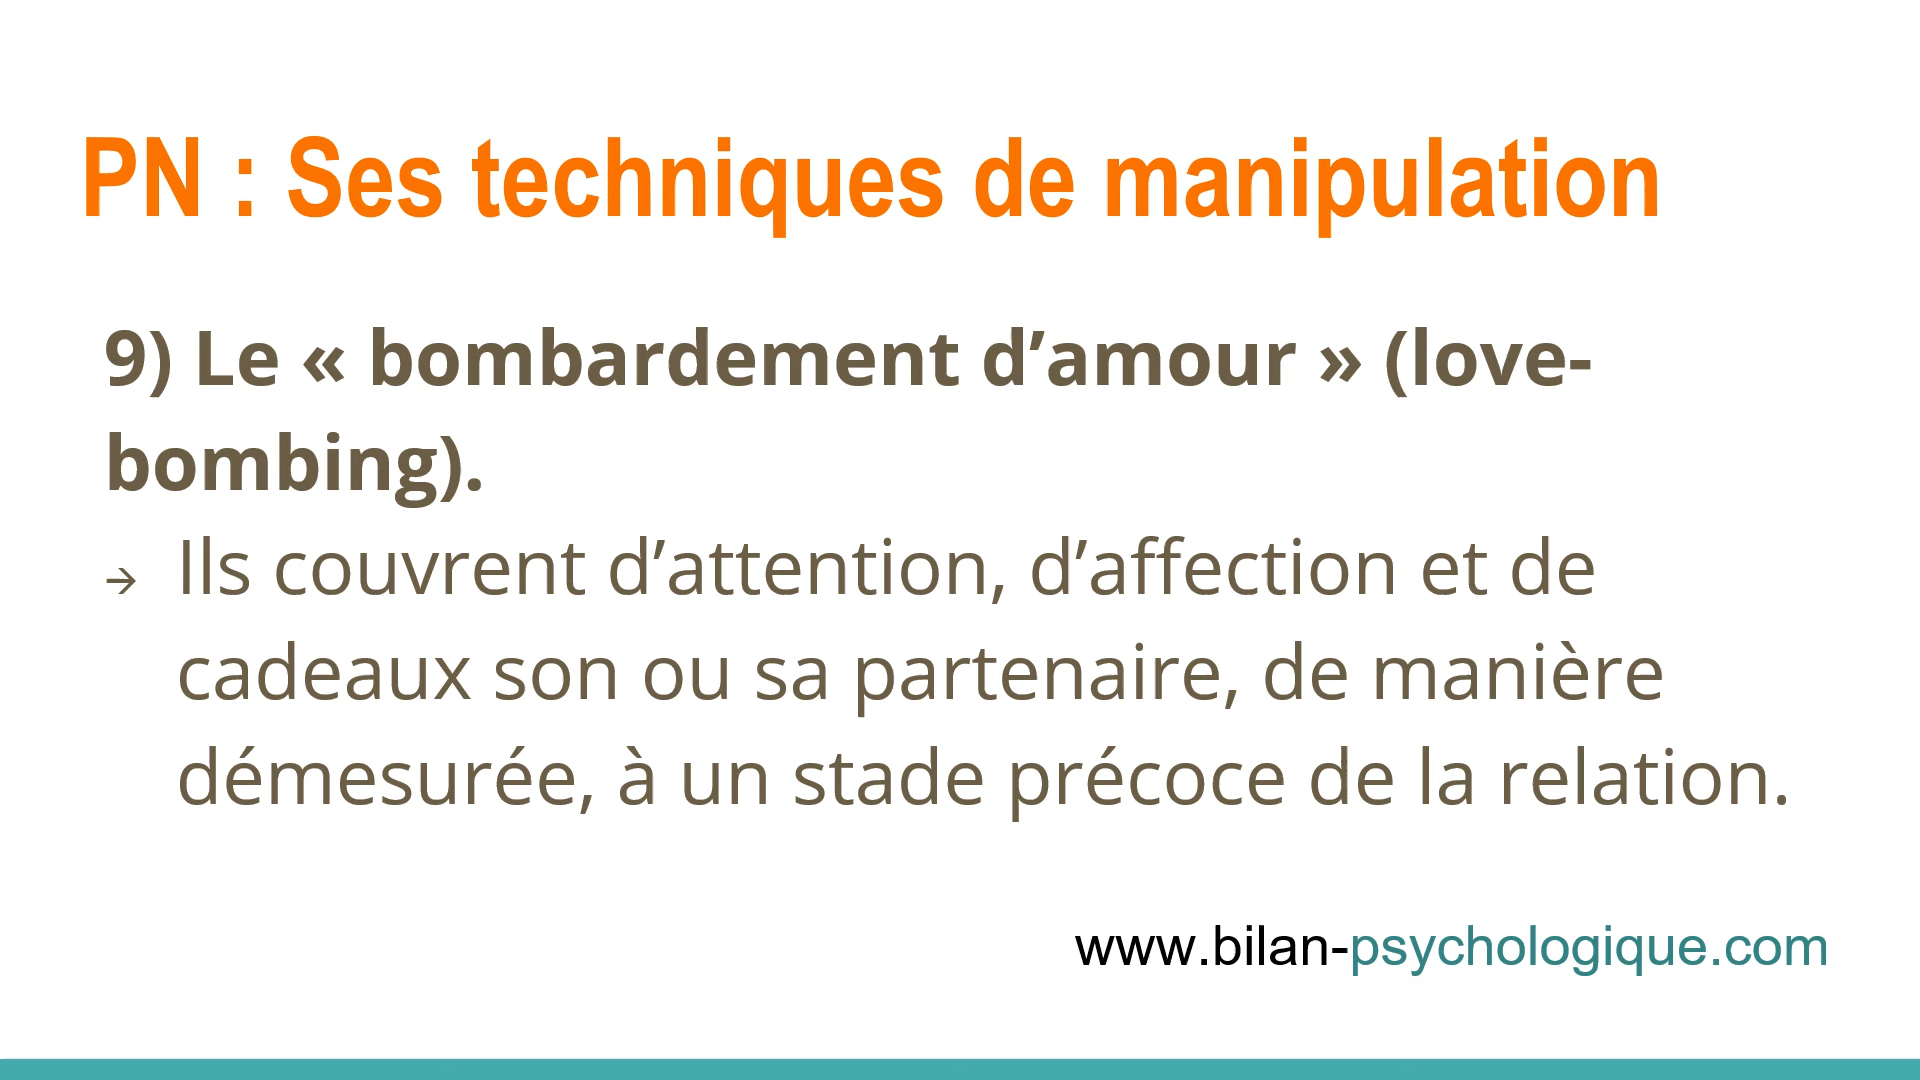 PN : Ses techniques de manipulation
9) Le « bombardement d’amour » (love-
bombing).
→ Ils couvrent d’attention, d’affection et de
cadeaux son ou sa partenaire, de manière
démesurée, à un stade précoce de la relation.
www.bilan-psychologique.com